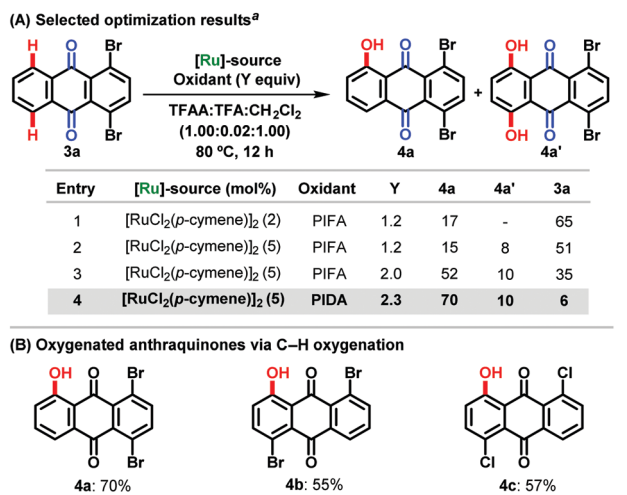 (A) Selected optimization results^a
H
O
Br
[Ru]-source
Oxidant (Y equiv)
TFAA:TFA:CH₂Cl₂
(1.00:0.02:1.00)
80 ºC, 12 h
H
O
Br
3a
OH
O
Br
O
Br
4a
+
OH
O
Br
OH
O
Br
4a'
Entry [Ru]-source (mol%) Oxidant Y 4a 4a' 3a
1 [RuCl₂(p-cymene)]₂ (2) PIFA 1.2 17 - 65
2 [RuCl₂(p-cymene)]₂ (5) PIFA 1.2 15 8 51
3 [RuCl₂(p-cymene)]₂ (5) PIFA 2.0 52 10 35
4 [RuCl₂(p-cymene)]₂ (5) PIDA 2.3 70 10 6
(B) Oxygenated anthraquinones via C–H oxygenation
OH
O
Br
O
Br
4a: 70%
OH
O
Br
Br
O
4b: 55%
OH
O
Cl
Cl
O
4c: 57%